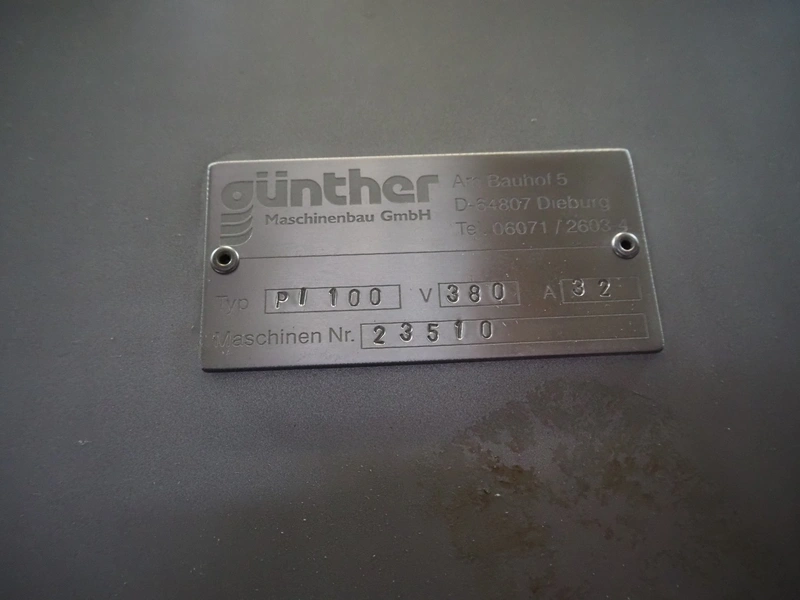 günther
Maschinenbau GmbH
Am Bauhof 5
D-64807 Dieburg
Tel. 06071 / 2603-4
Typ PI 100 V 380 A 32
Maschinen Nr. 23510